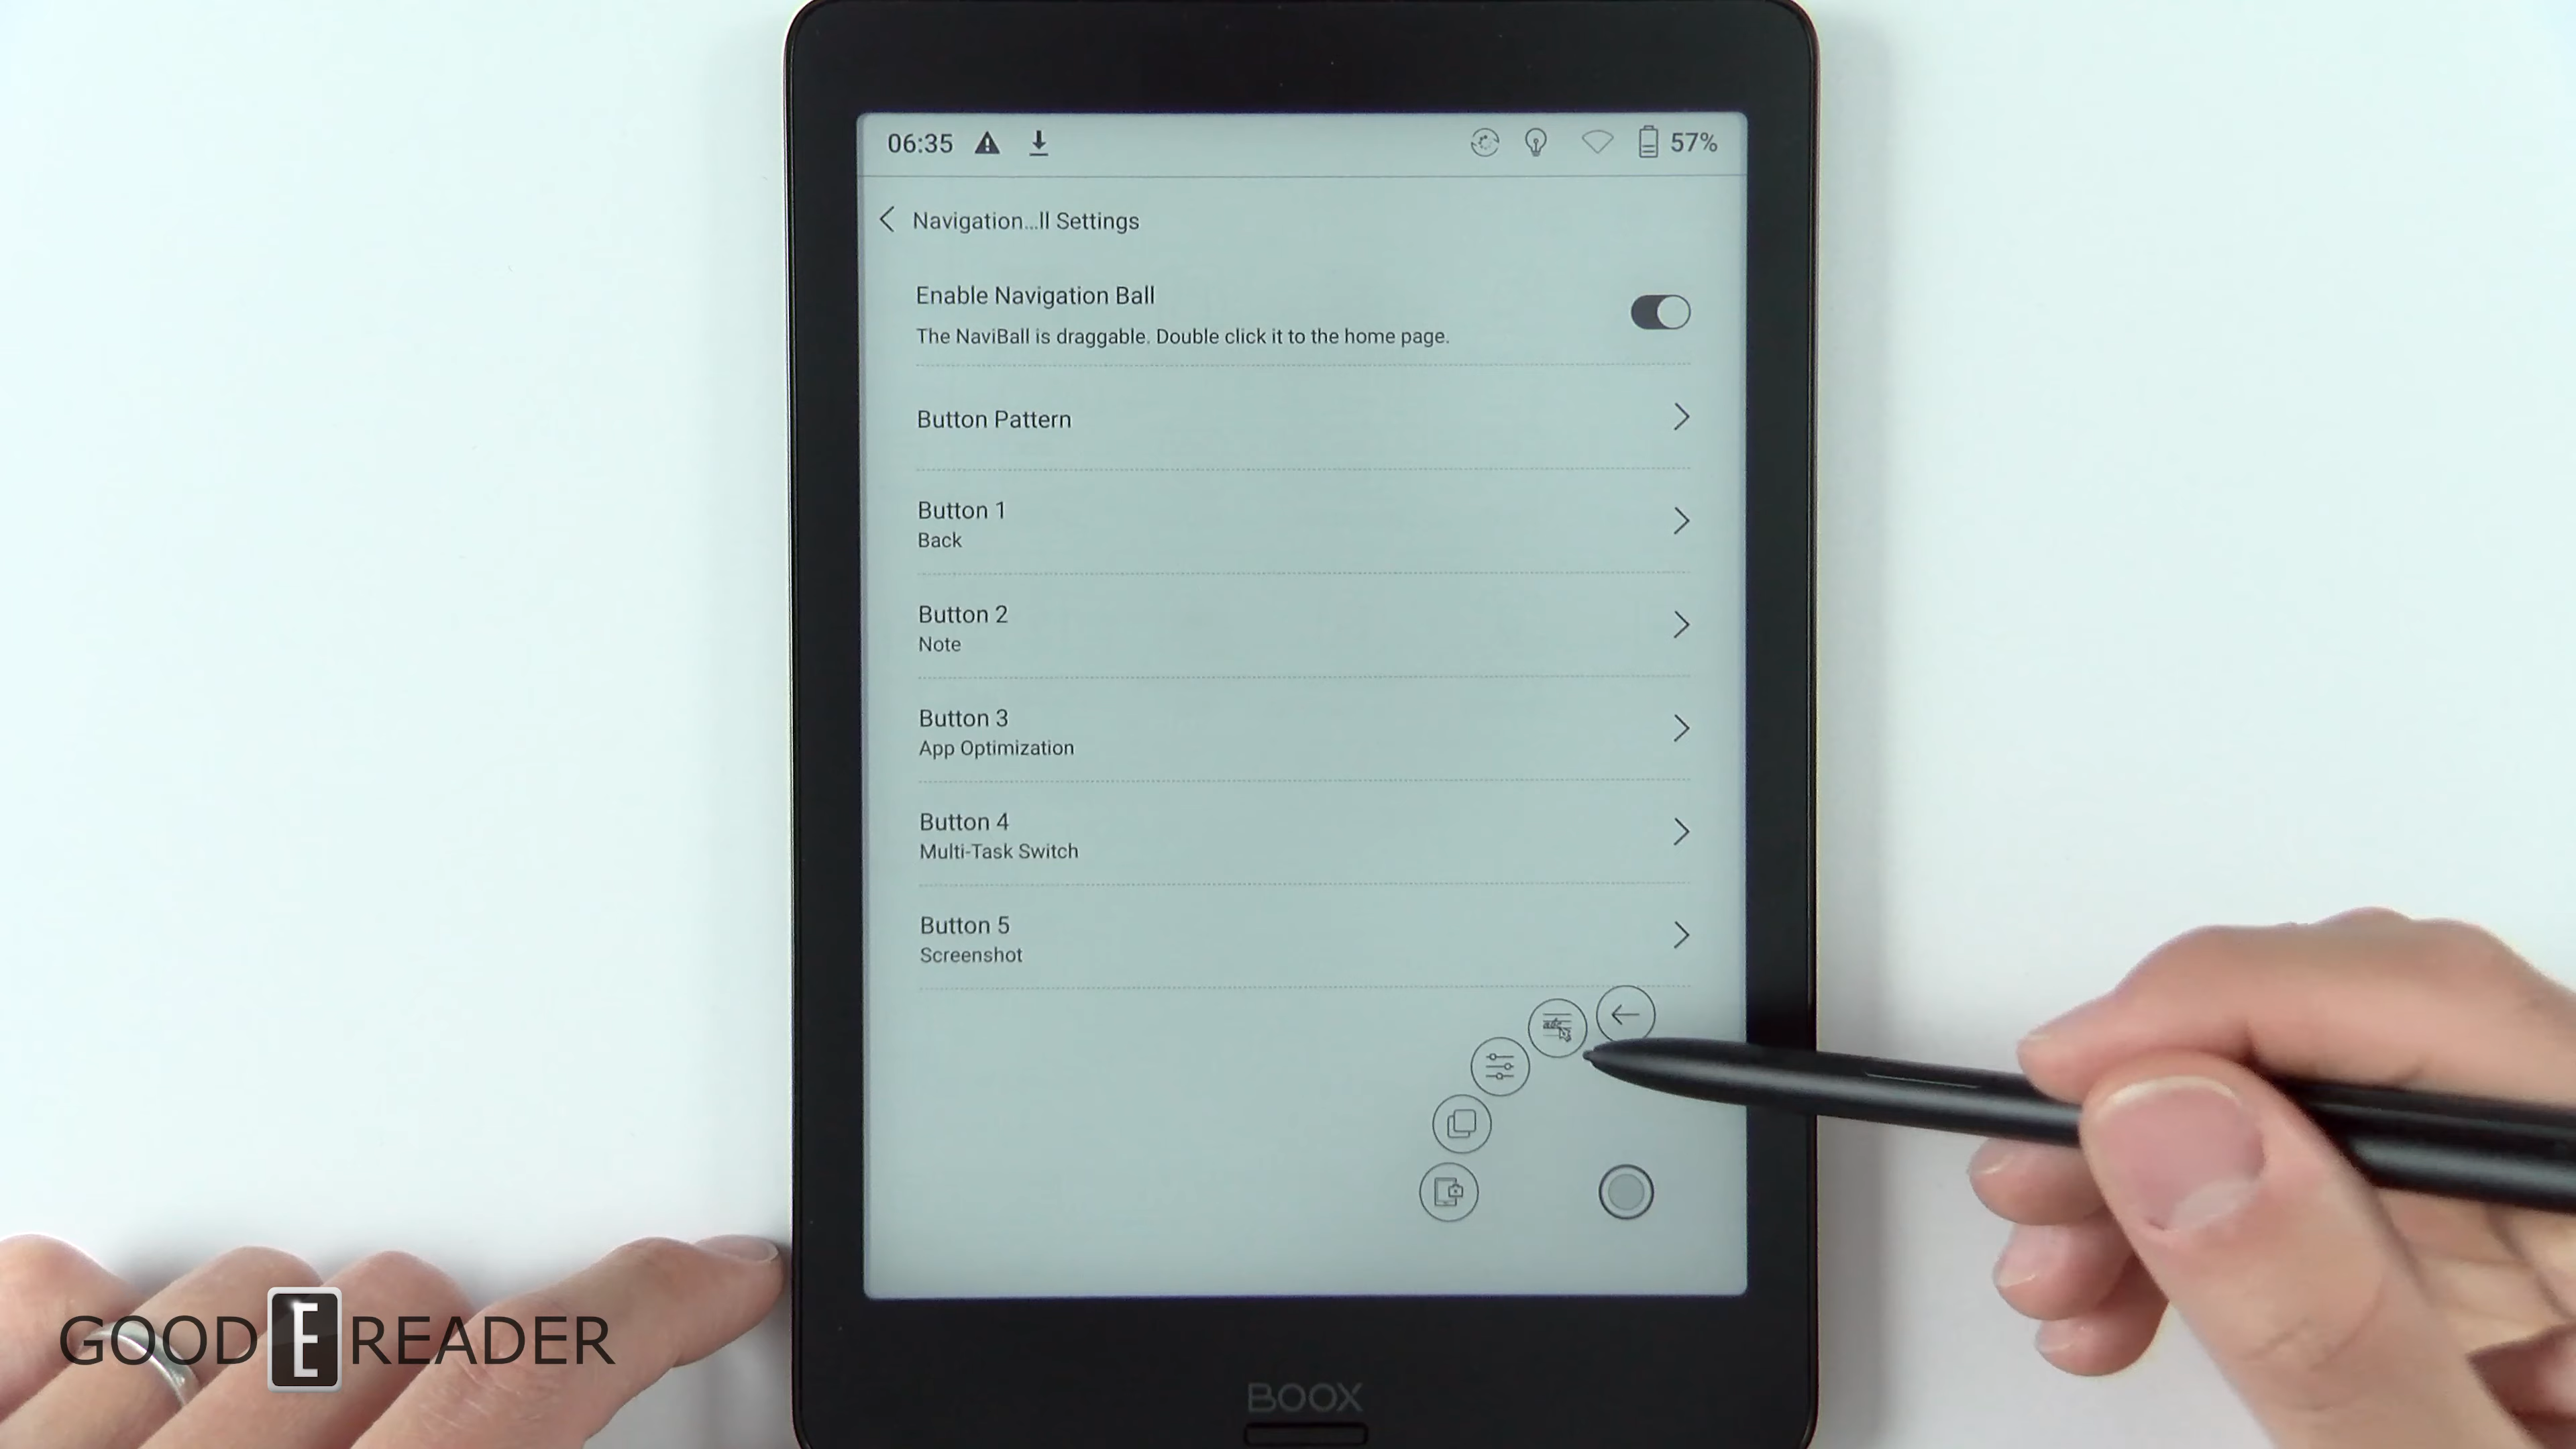 06:35
57%
Navigation...ll Settings
Enable Navigation Ball
The NaviBall is draggable. Double click it to the home page.
Button Pattern
Button 1
Back
Button 2
Note
Button 3
App Optimization
Button 4
Multi-Task Switch
Button 5
Screenshot
GOOD E READER
BOOX